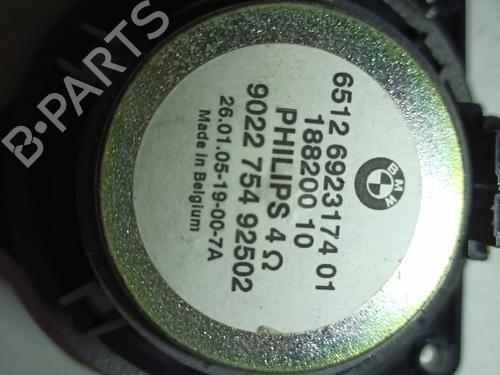 BMW
6512 6923174 01
188200 10
PHILIPS 4 Ω
9022 754 92502
26.01.05-19-00-7A
Made in Belgium
B-PARTS